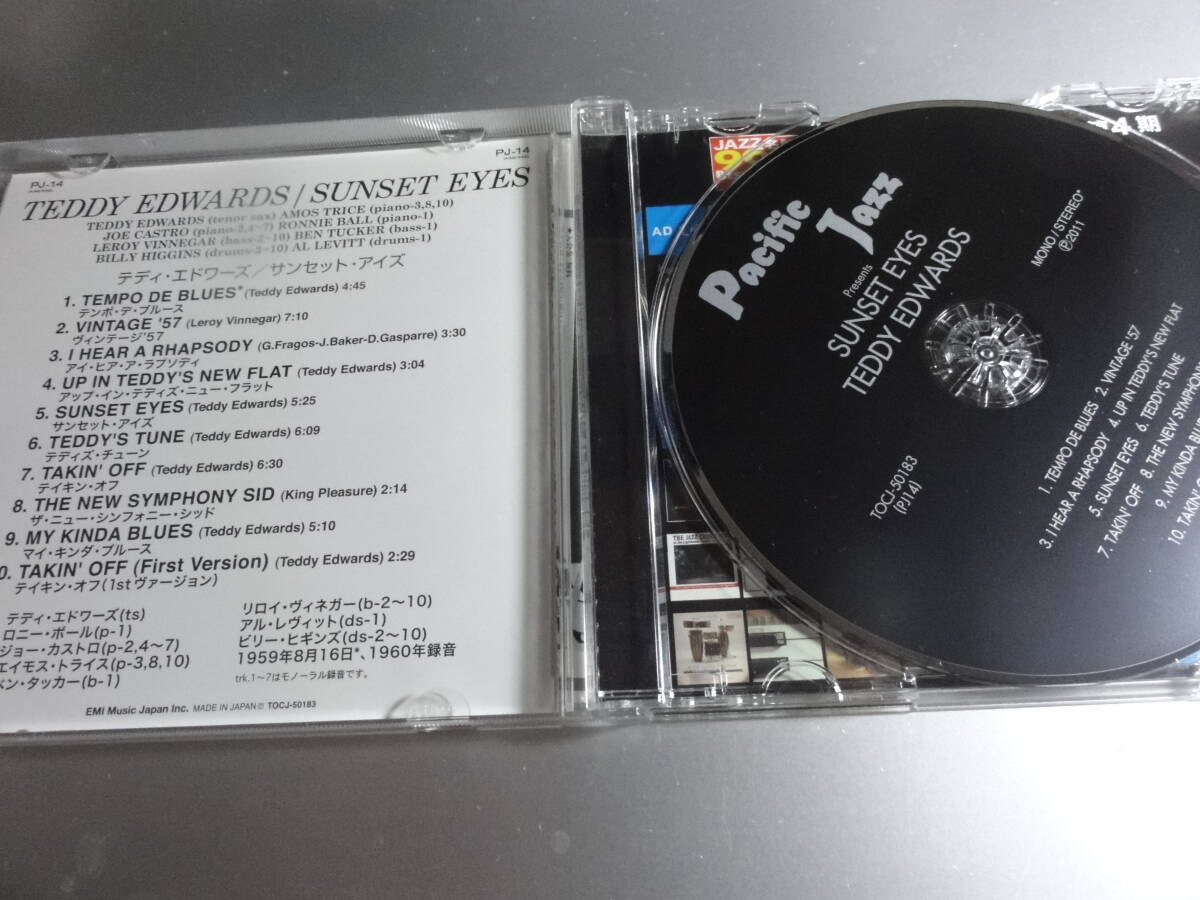 PJ-14
PJ-14
TEDDY EDWARDS / SUNSET EYES
TEDDY EDWARDS (tenor sax) AMOS TRICE (piano-3,8,10)
JOE CASTRO (piano-2,4~7) RONNIE BALL (piano-1)
LEROY VINNEGAR (bass-2~10) BEN TUCKER (bass-1)
BILLY HIGGINS (drums-2~10) AL LEVITT (drums-1)
テディ・エドワーズ/サンセット・アイズ
1. TEMPO DE BLUES* (Teddy Edwards) 4:45
テンポ・デ・ブルース
2. VINTAGE '57 (Leroy Vinnegar) 7:10
ヴィンテージ'57
3. I HEAR A RHAPSODY (G.Fragos-J.Baker-D.Gasparre) 3:30
アイ・ヒア・ア・ラプソディ
4. UP IN TEDDY'S NEW FLAT (Teddy Edwards) 3:04
アップ・イン・テディズ・ニュー・フラット
5. SUNSET EYES (Teddy Edwards) 5:25
サンセット・アイズ
6. TEDDY'S TUNE (Teddy Edwards) 6:09
テディズ・チューン
7. TAKIN' OFF (Teddy Edwards) 6:30
テイキン・オフ
8. THE NEW SYMPHONY SID (King Pleasure) 2:14
ザ・ニュー・シンフォニー・シッド
9. MY KINDA BLUES (Teddy Edwards) 5:10
マイ・キンダ・ブルース
0. TAKIN' OFF (First Version) (Teddy Edwards) 2:29
テイキン・オフ(1stヴァージョン)
テディ・エドワーズ(ts)
ロニー・ボール(p-1)
ジョー・カストロ(p-2,4~7)
エイモス・トライス(p-3,8,10)
ベン・タッカー(b-1)
リロイ・ヴィネガー(b-2~10)
アル・レヴィット(ds-1)
ビリー・ヒギンズ(ds-2~10)
1959年8月16日*、1960年録音
trk.1~7はモノーラル録音です。
EMI Music Japan Inc. MADE IN JAPAN Ⓟ TOCJ-50183
JAZZ
AD
4期
Pacific Jazz
Presents
SUNSET EYES
TEDDY EDWARDS
MONO / STEREO*
Ⓟ2011
TOCJ-50183
(PJ14)
1. TEMPO DE BLUES 2. VINTAGE '57
3. I HEAR A RHAPSODY 4. UP IN TEDDY'S NEW FLAT
5. SUNSET EYES 6. TEDDY'S TUNE
7. TAKIN' OFF 8. THE NEW SYMPHONY
9. MY KINDA
10. TAKIN'